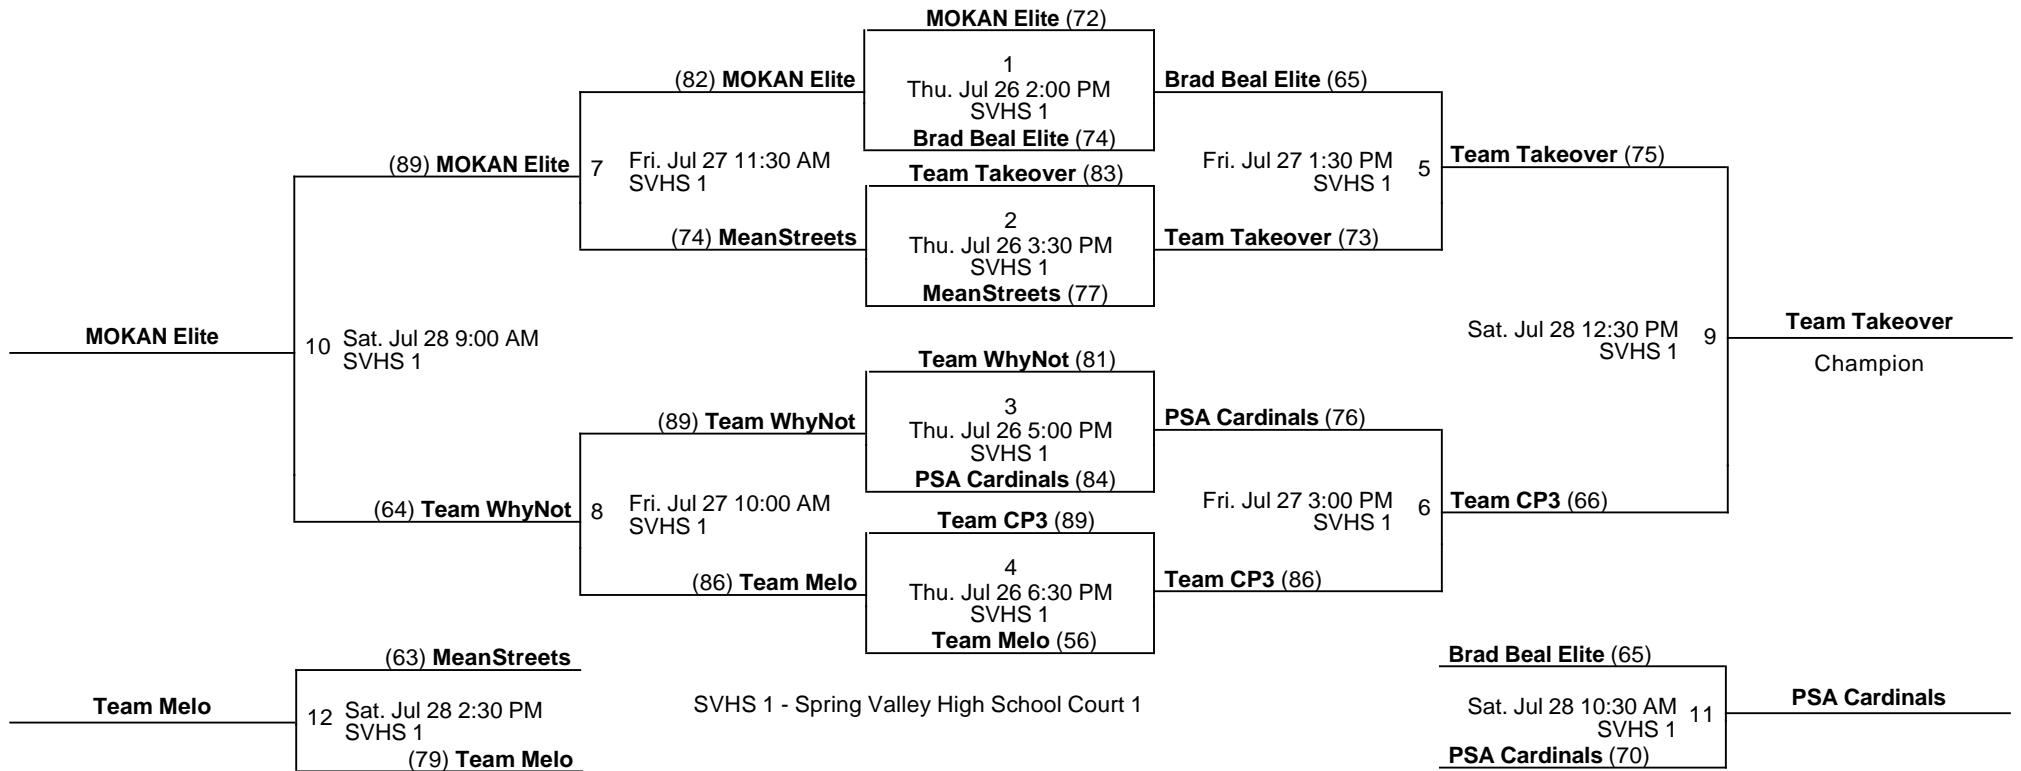 MOKAN Elite (72)
1
Thu. Jul 26 2:00 PM
SVHS 1
Brad Beal Elite (74)
(82) MOKAN Elite
Brad Beal Elite (65)
(89) MOKAN Elite
7
Fri. Jul 27 11:30 AM
SVHS 1
Fri. Jul 27 1:30 PM
SVHS 1
5
Team Takeover (75)
Team Takeover (83)
2
Thu. Jul 26 3:30 PM
SVHS 1
MeanStreets (77)
(74) MeanStreets
Team Takeover (73)
MOKAN Elite
10
Sat. Jul 28 9:00 AM
SVHS 1
Sat. Jul 28 12:30 PM
SVHS 1
9
Team Takeover
Champion
Team WhyNot (81)
3
Thu. Jul 26 5:00 PM
SVHS 1
PSA Cardinals (84)
(89) Team WhyNot
PSA Cardinals (76)
(64) Team WhyNot
8
Fri. Jul 27 10:00 AM
SVHS 1
Fri. Jul 27 3:00 PM
SVHS 1
6
Team CP3 (66)
Team CP3 (89)
4
Thu. Jul 26 6:30 PM
SVHS 1
Team Melo (56)
(86) Team Melo
Team CP3 (86)
(63) MeanStreets
Team Melo
12
Sat. Jul 28 2:30 PM
SVHS 1
(79) Team Melo
SVHS 1 - Spring Valley High School Court 1
Brad Beal Elite (65)
Sat. Jul 28 10:30 AM
SVHS 1
11
PSA Cardinals
PSA Cardinals (70)